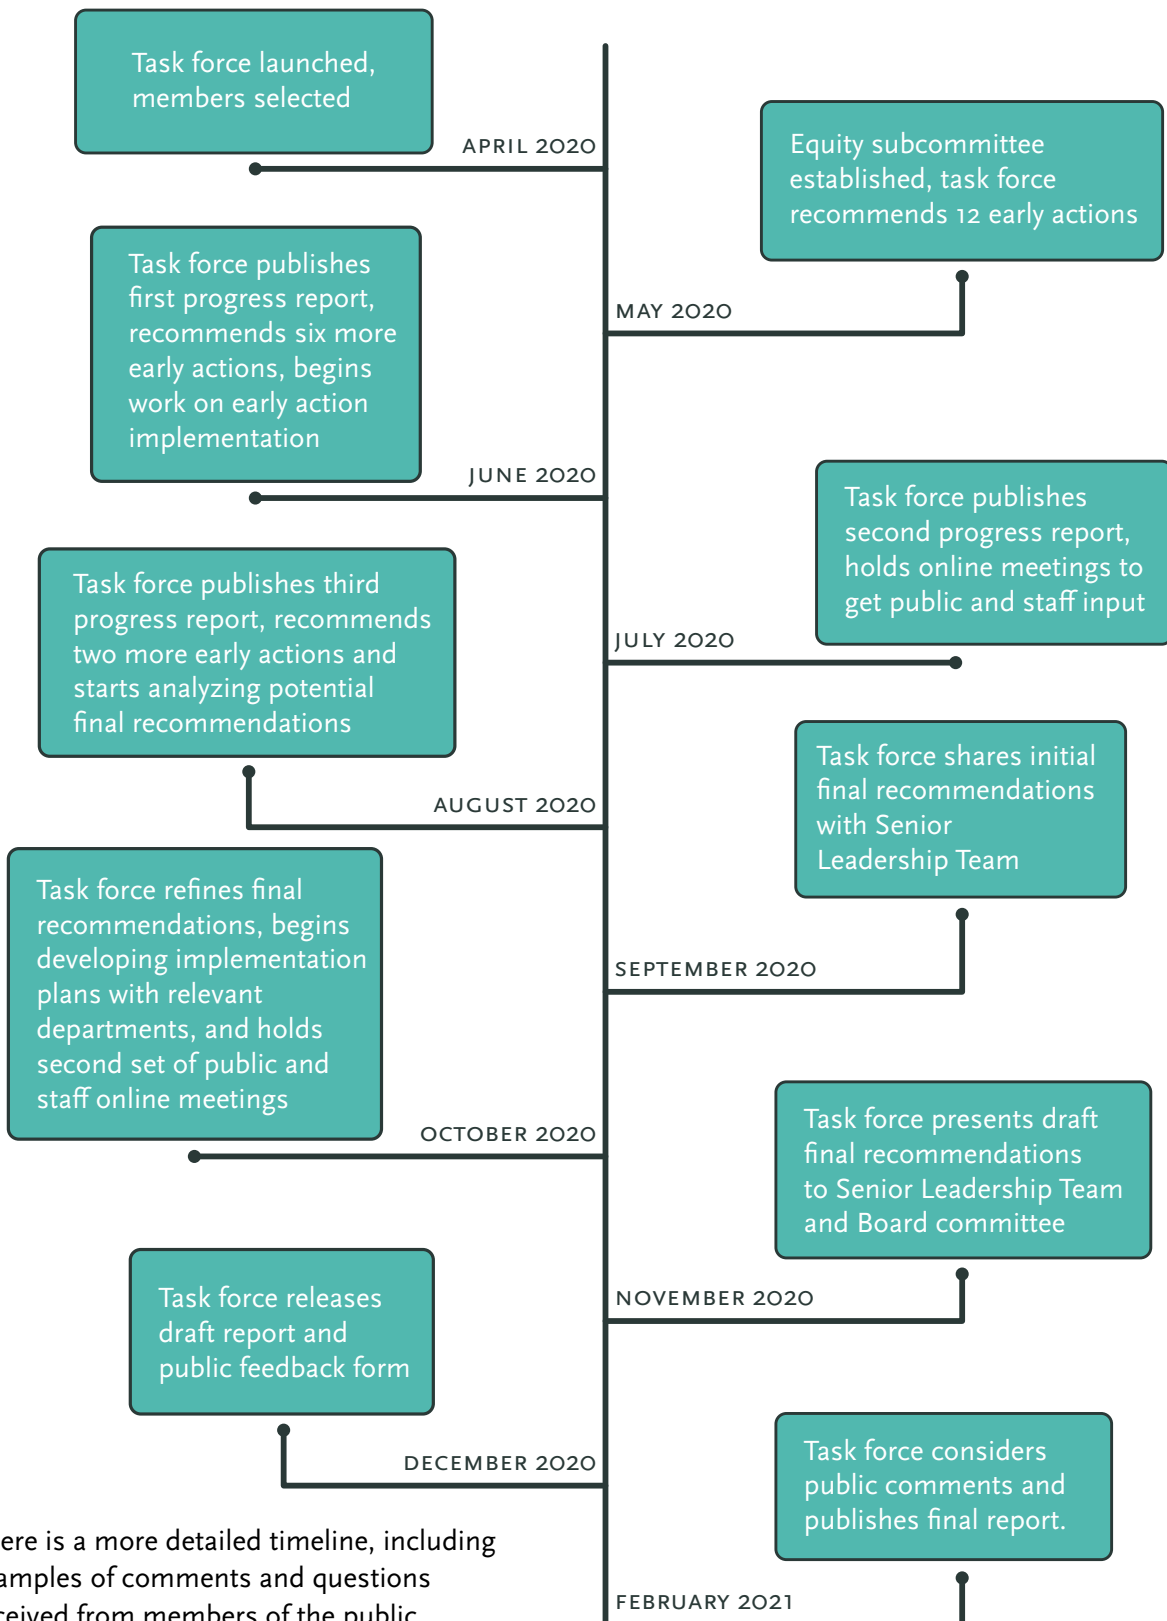 Task force launched,
members selected
APRIL 2020
Equity subcommittee
established, task force
recommends 12 early actions
MAY 2020
Task force publishes
first progress report,
recommends six more
early actions, begins
work on early action
implementation
JUNE 2020
Task force publishes
second progress report,
holds online meetings to
get public and staff input
JULY 2020
Task force publishes third
progress report, recommends
two more early actions and
starts analyzing potential
final recommendations
AUGUST 2020
Task force shares initial
final recommendations
with Senior
Leadership Team
SEPTEMBER 2020
Task force refines final
recommendations, begins
developing implementation
plans with relevant
departments, and holds
second set of public and
staff online meetings
OCTOBER 2020
Task force presents draft
final recommendations
to Senior Leadership Team
and Board committee
NOVEMBER 2020
Task force releases
draft report and
public feedback form
DECEMBER 2020
Task force considers
public comments and
publishes final report.
FEBRUARY 2021
ere is a more detailed timeline, including
amples of comments and questions
ceived from members of the public